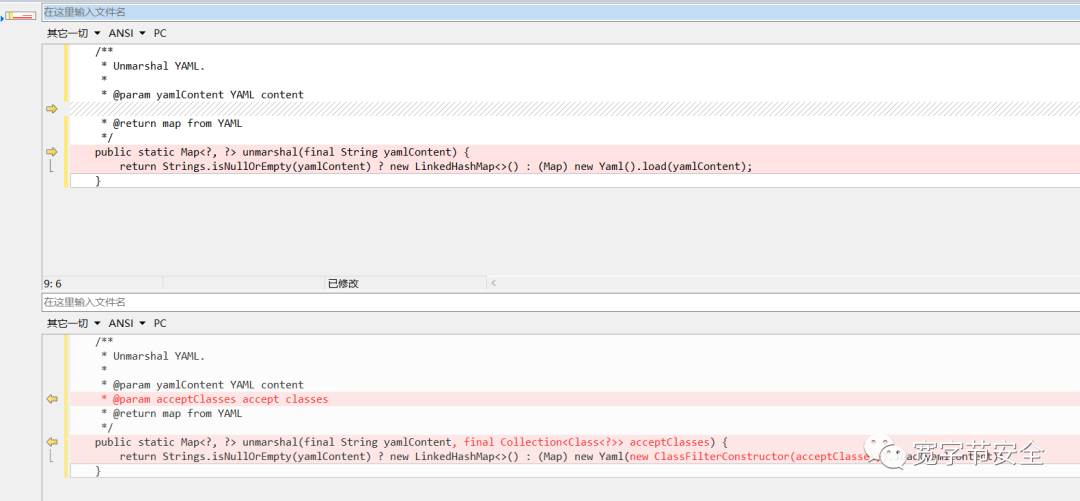 在这里输入文件名
其它一切 ANSI PC
/**
* Unmarshal YAML.
*
* @param yamlContent YAML content
* @return map from YAML
*/
public static Map<?, ?> unmarshal(final String yamlContent) {
return Strings.isNullOrEmpty(yamlContent) ? new LinkedHashMap<>() : (Map) new Yaml().load(yamlContent);
}
9: 6 已修改
在这里输入文件名
其它一切 ANSI PC
/**
* Unmarshal YAML.
*
* @param yamlContent YAML content
* @param acceptClasses accept classes
* @return map from YAML
*/
public static Map<?, ?> unmarshal(final String yamlContent, final Collection<Class<?>> acceptClasses) {
return Strings.isNullOrEmpty(yamlContent) ? new LinkedHashMap<>() : (Map) new Yaml(new ClassFilterConstructor(acceptClasse
}
宽字节安全